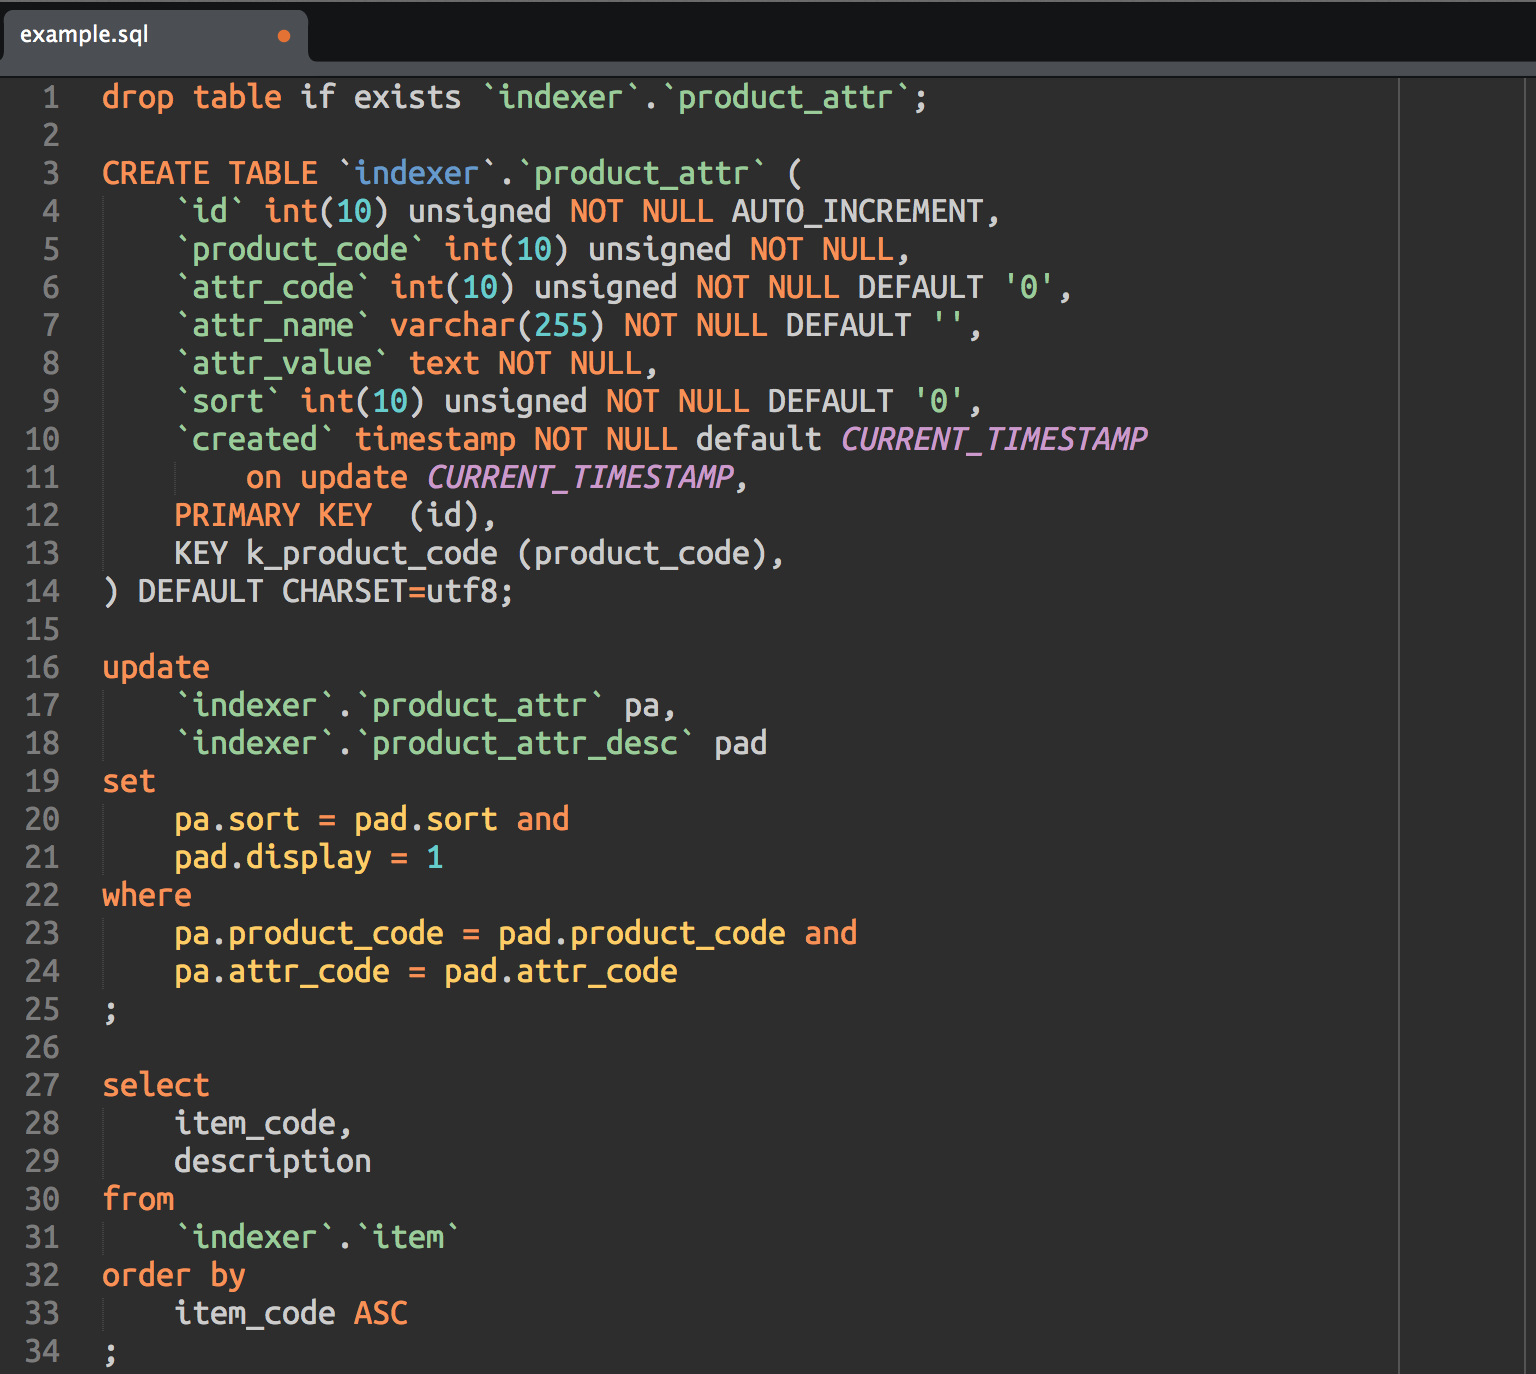 example.sql
1 drop table if exists `indexer`.`product_attr`;
2
3 CREATE TABLE `indexer`.`product_attr` (
4     `id` int(10) unsigned NOT NULL AUTO_INCREMENT,
5     `product_code` int(10) unsigned NOT NULL,
6     `attr_code` int(10) unsigned NOT NULL DEFAULT '0',
7     `attr_name` varchar(255) NOT NULL DEFAULT '',
8     `attr_value` text NOT NULL,
9     `sort` int(10) unsigned NOT NULL DEFAULT '0',
10     `created` timestamp NOT NULL default CURRENT_TIMESTAMP
11         on update CURRENT_TIMESTAMP,
12     PRIMARY KEY  (id),
13     KEY k_product_code (product_code),
14 ) DEFAULT CHARSET=utf8;
15
16 update
17     `indexer`.`product_attr` pa,
18     `indexer`.`product_attr_desc` pad
19 set
20     pa.sort = pad.sort and
21     pad.display = 1
22 where
23     pa.product_code = pad.product_code and
24     pa.attr_code = pad.attr_code
25 ;
26
27 select
28     item_code,
29     description
30 from
31     `indexer`.`item`
32 order by
33     item_code ASC
34 ;